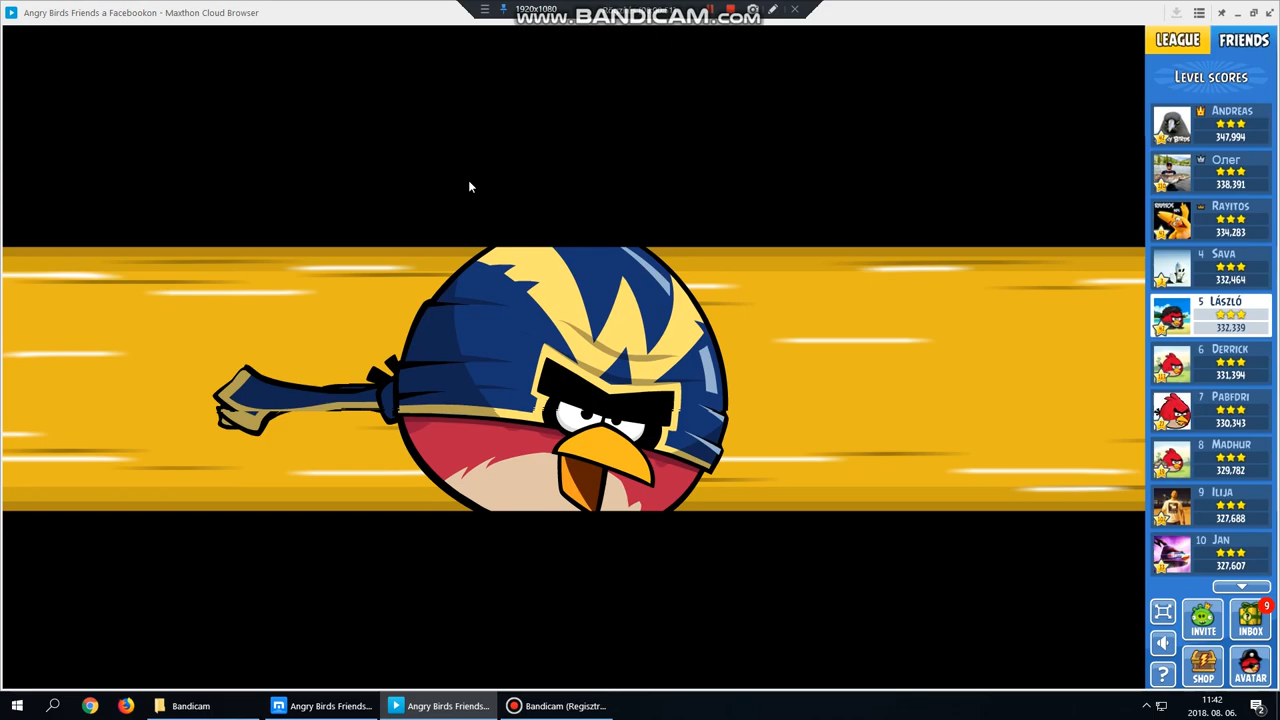 Angry Birds Friends a Facebookon - Maxthon Cloud Browser
1920x1080
www.BANDICAM.com
LEAGUE
FRIENDS
LEVEL SCORES
ANDREAS
347,994
Олег
338,391
RAYITOS
334,283
4 SAVA
332,464
5 LÁSZLÓ
332,339
6 DERRICK
331,394
7 PABFDRI
330,343
8 MADHUR
329,782
9 ILIJA
327,688
10 JAN
327,607
9
INVITE
INBOX
SHOP
AVATAR
?
Bandicam
Angry Birds Friends...
Angry Birds Friends...
Bandicam (Regisztr...
11:42
2018. 08. 06.
2